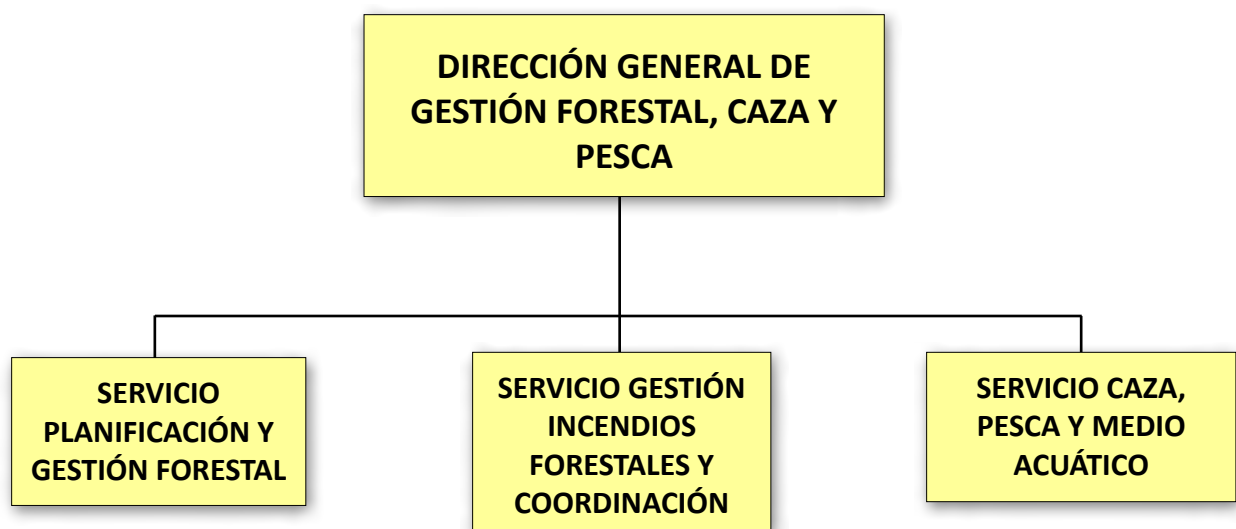 DIRECCIÓN GENERAL DE
GESTIÓN FORESTAL, CAZA Y
PESCA
SERVICIO
PLANIFICACIÓN Y
GESTIÓN FORESTAL
SERVICIO GESTIÓN
INCENDIOS
FORESTALES Y
COORDINACIÓN
SERVICIO CAZA,
PESCA Y MEDIO
ACUÁTICO